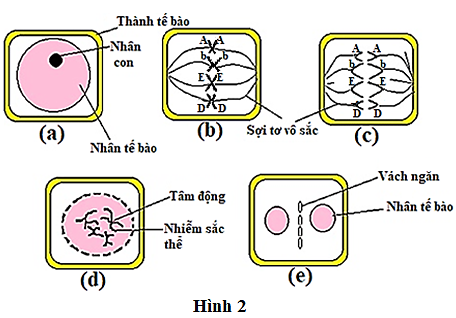 Thành tế bào
Nhân
con
Nhân tế bào
(a)
A A
b b
E E
D D
(b)
Sợi tơ vô sắc
A A
b b
E E
D D
(c)
Tâm động
Nhiễm sắc
thể
(d)
Vách ngăn
Nhân tế bào
(e)
Hình 2